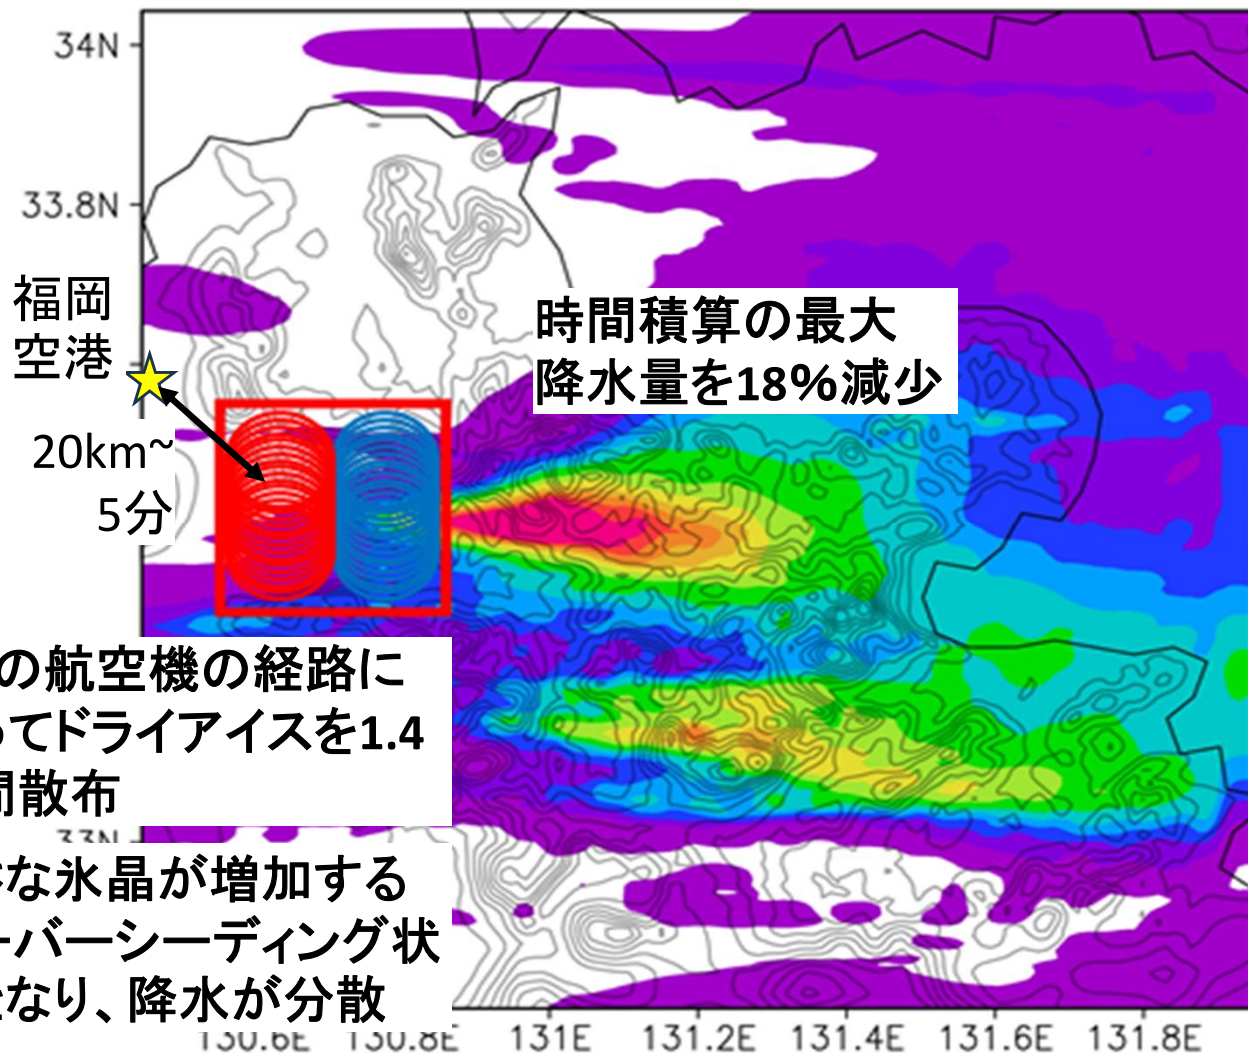 34N
33.8N
福岡
空港
時間積算の最大
降水量を18%減少
20km~
5分
の航空機の経路に
ってドライアイスを1.4
間散布
33N
な氷晶が増加する
ーバーシーディング状
なり、降水が分散
130.6E 130.8E 131E 131.2E 131.4E 131.6E 131.8E